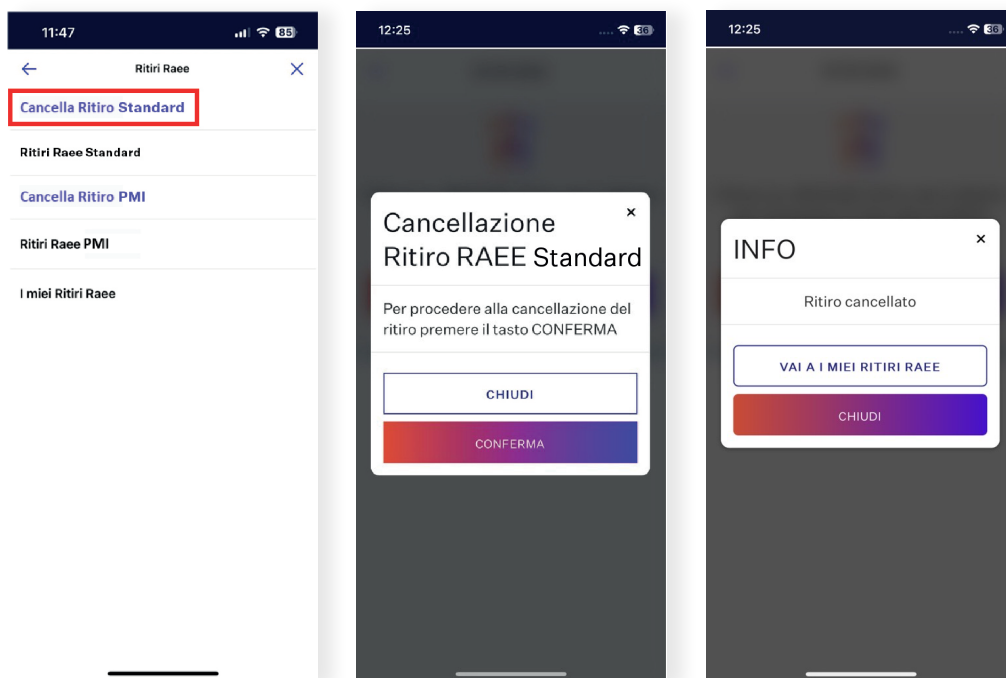 11:47
85
Ritiri Raee
Cancella Ritiro Standard
Ritiri Raee Standard
Cancella Ritiro PMI
Ritiri Raee PMI
I miei Ritiri Raee
12:25
36
Cancellazione
Ritiro RAEE Standard
Per procedere alla cancellazione del
ritiro premere il tasto CONFERMA
CHIUDI
CONFERMA
12:25
36
INFO
Ritiro cancellato
VAI A I MIEI RITIRI RAEE
CHIUDI